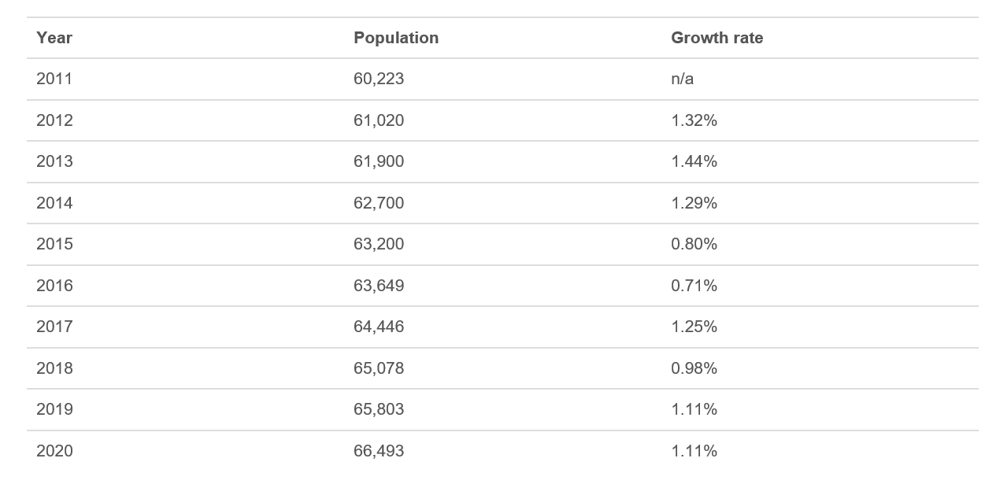 Year Population Growth rate
2011 60,223 n/a
2012 61,020 1.32%
2013 61,900 1.44%
2014 62,700 1.29%
2015 63,200 0.80%
2016 63,649 0.71%
2017 64,446 1.25%
2018 65,078 0.98%
2019 65,803 1.11%
2020 66,493 1.11%